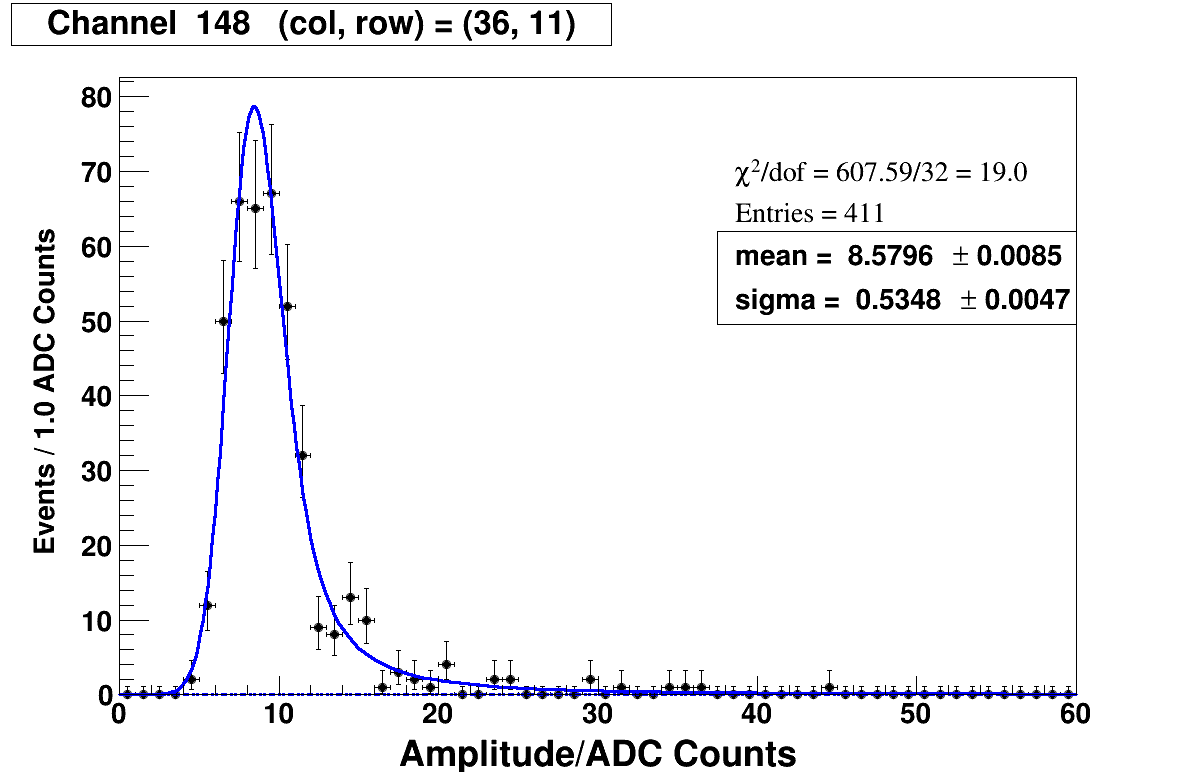 Channel 148 (col, row) = (36, 11)
80
70
60
50
40
30
20
10
0
Events / 1.0 ADC Counts
χ²/dof = 607.59/32 = 19.0
Entries = 411
mean = 8.5796 ± 0.0085
sigma = 0.5348 ± 0.0047
0 10 20 30 40 50 60
Amplitude/ADC Counts